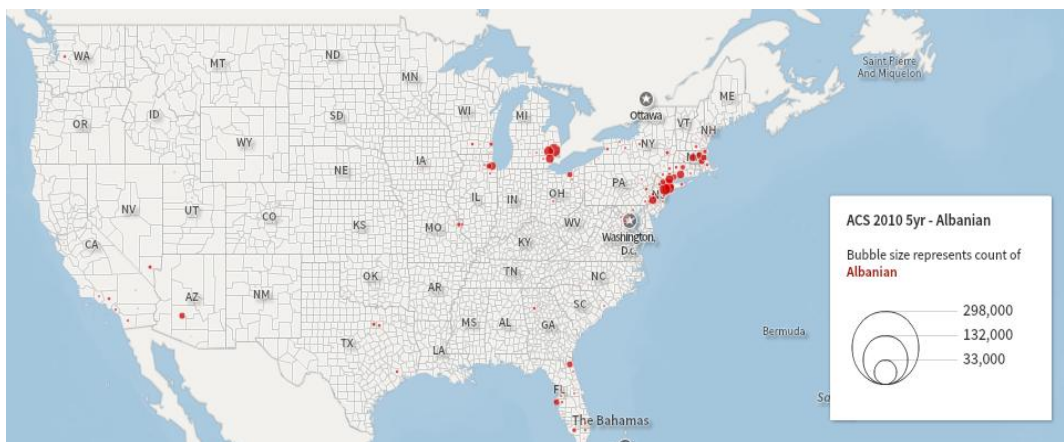 Saint Pierre
And Miquelon
WA
MT
ND
MN
ME
Ottawa
VT
NH
OR
ID
SD
WI
MI
NY
WY
IA
NE
PA
IL
IN
OH
NV
UT
CO
KS
MO
WV
Washington,
D.c.
CA
KY
OK
TN
NC
AZ
NM
AR
SC
MS
AL
GA
TX
LA
Bermuda
FL
The Bahamas
ACS 2010 5yr - Albanian
Bubble size represents count of
Albanian
298,000
132,000
33,000